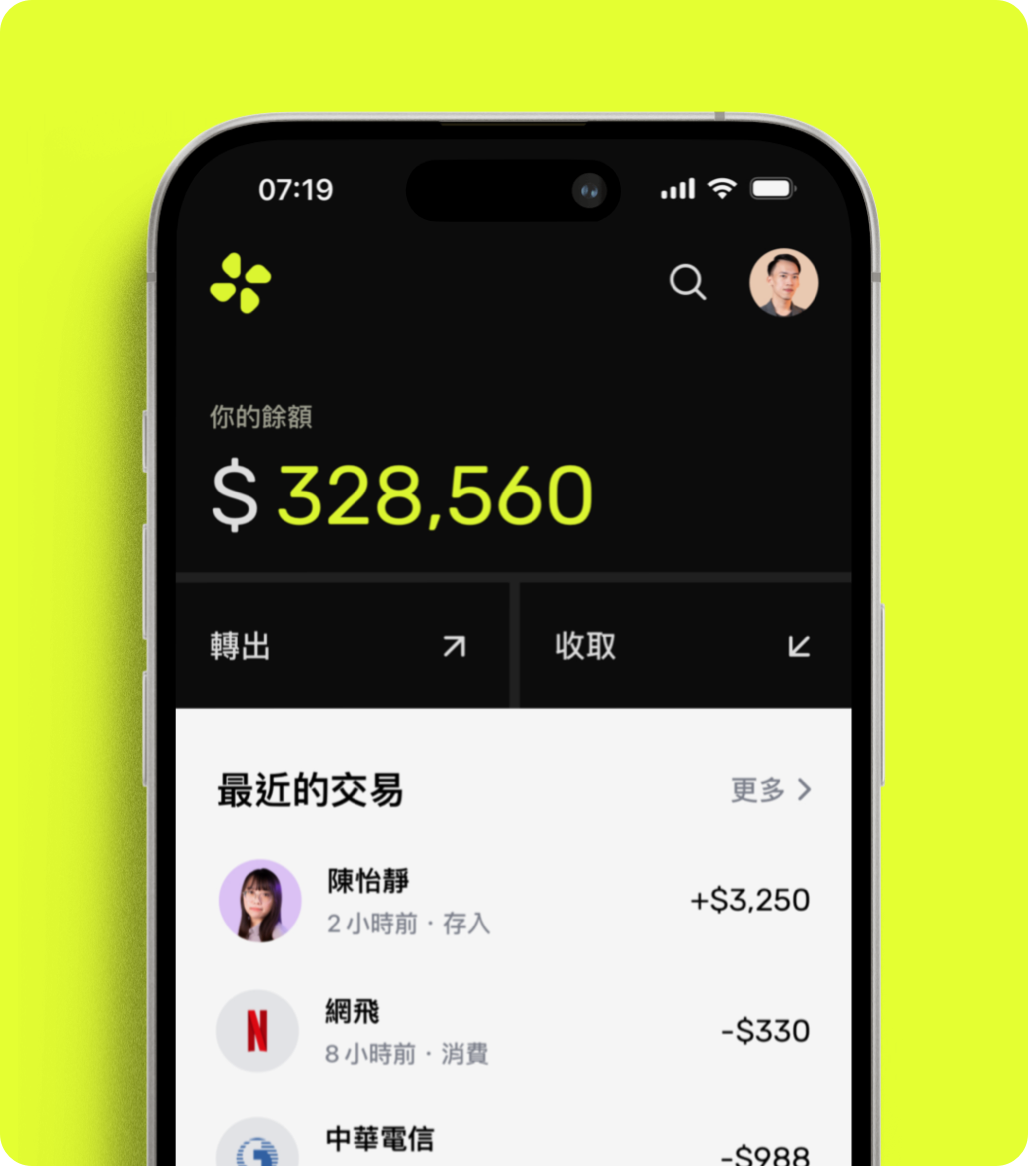 07:19
你的餘額
$ 328,560
轉出
收取
最近的交易
更多
陳怡靜
2 小時前 · 存入
+$3,250
網飛
8 小時前 · 消費
-$330
中華電信
-$988